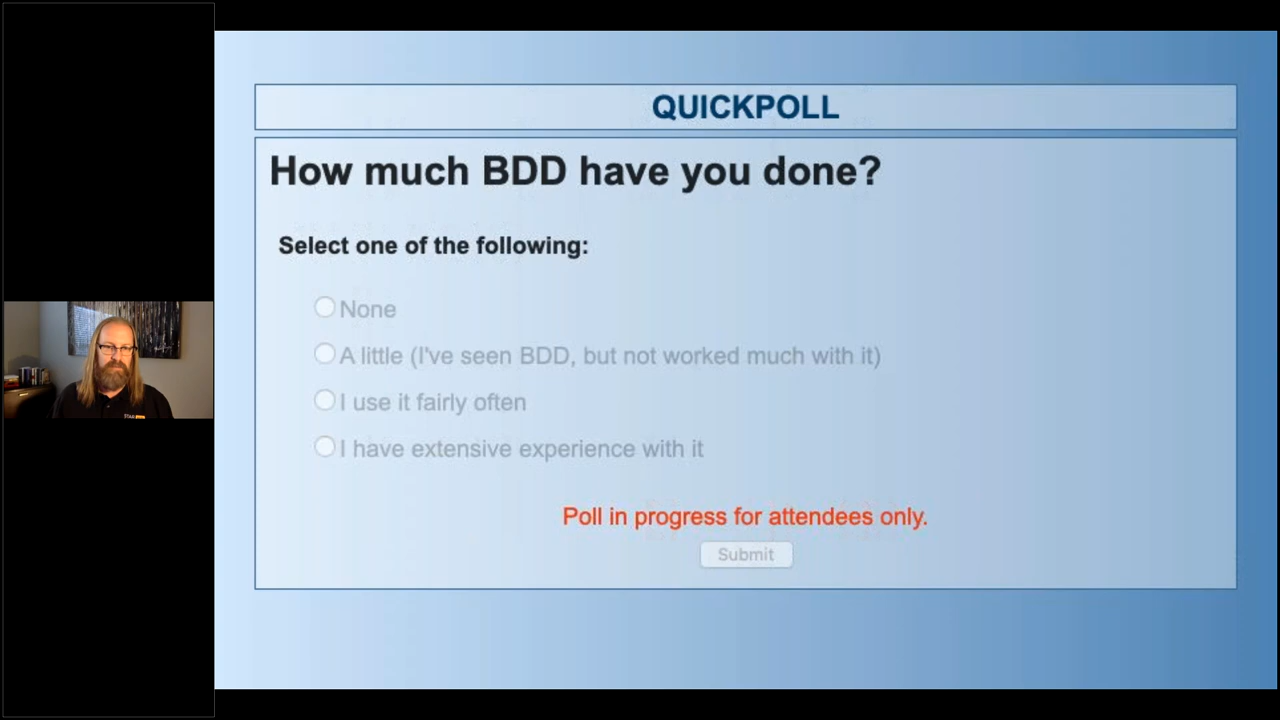 QUICKPOLL
How much BDD have you done?
Select one of the following:
None
A little (I've seen BDD, but not worked much with it)
I use it fairly often
I have extensive experience with it
Poll in progress for attendees only.
Submit